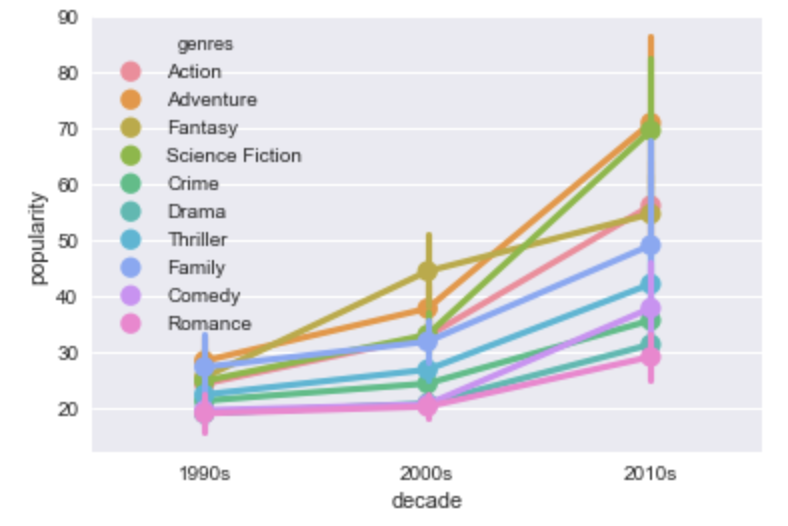 90
80
70
60
50
40
30
20
popularity
genres
Action
Adventure
Fantasy
Science Fiction
Crime
Drama
Thriller
Family
Comedy
Romance
1990s
2000s
2010s
decade